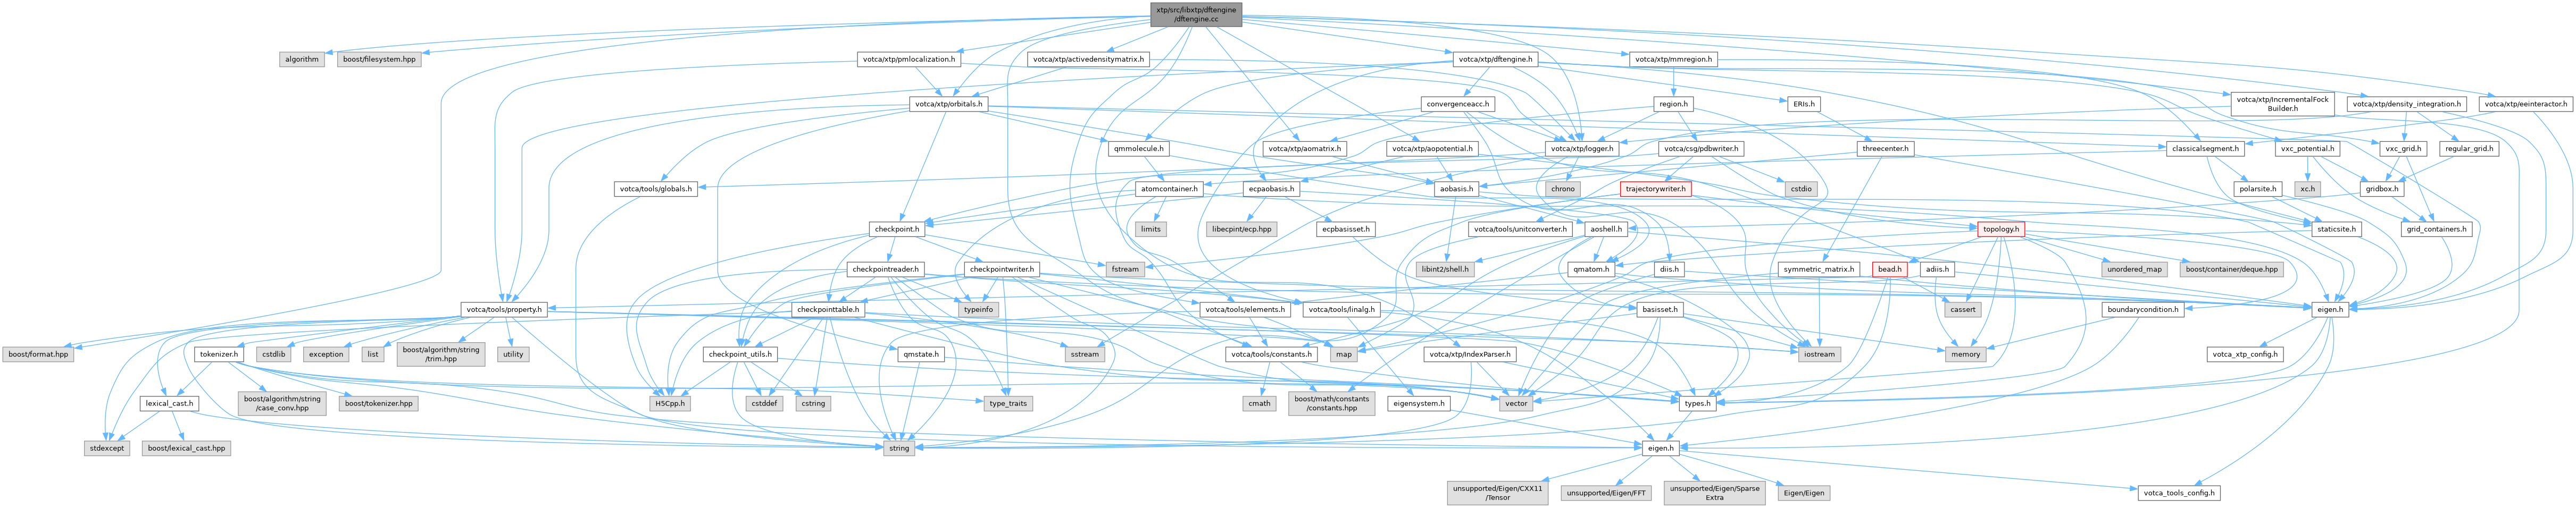 xtp/src/libxtp/dftengine
/dftengine.cc
algorithm
boost/filesystem.hpp
votca/xtp/pmlocalization.h
votca/xtp/activedensitymatrix.h
votca/xtp/dftengine.h
votca/xtp/mmregion.h
votca/xtp/orbitals.h
convergenceacc.h
region.h
ERIs.h
votca/xtp/IncrementalFock
Builder.h
votca/xtp/density_integration.h
votca/xtp/eeinteractor.h
qmmolecule.h
votca/xtp/aomatrix.h
votca/xtp/aopotential.h
votca/xtp/logger.h
votca/csg/pdbwriter.h
threecenter.h
classicalsegment.h
vxc_potential.h
vxc_grid.h
regular_grid.h
votca/tools/globals.h
atomcontainer.h
ecpaobasis.h
aobasis.h
chrono
trajectorywriter.h
cstdio
polarsite.h
xc.h
gridbox.h
checkpoint.h
limits
libecpint/ecp.hpp
ecpbasisset.h
votca/tools/unitconverter.h
aoshell.h
topology.h
staticsite.h
grid_containers.h
checkpointreader.h
checkpointwriter.h
fstream
libint2/shell.h
qmatom.h
diis.h
symmetric_matrix.h
bead.h
adiis.h
unordered_map
boost/container/deque.hpp
votca/tools/property.h
checkpointtable.h
typeinfo
votca/tools/elements.h
votca/tools/linalg.h
basisset.h
cassert
boundarycondition.h
eigen.h
boost/format.hpp
tokenizer.h
cstdlib
exception
list
boost/algorithm/string
/trim.hpp
utility
checkpoint_utils.h
qmstate.h
sstream
votca/tools/constants.h
map
votca/xtp/IndexParser.h
iostream
memory
votca_xtp_config.h
lexical_cast.h
boost/algorithm/string
/case_conv.hpp
boost/tokenizer.hpp
H5Cpp.h
cstddef
cstring
type_traits
cmath
boost/math/constants
/constants.hpp
eigensystem.h
vector
types.h
stdexcept
boost/lexical_cast.hpp
string
eigen.h
unsupported/Eigen/CXX11
/Tensor
unsupported/Eigen/FFT
unsupported/Eigen/Sparse
Extra
Eigen/Eigen
votca_tools_config.h